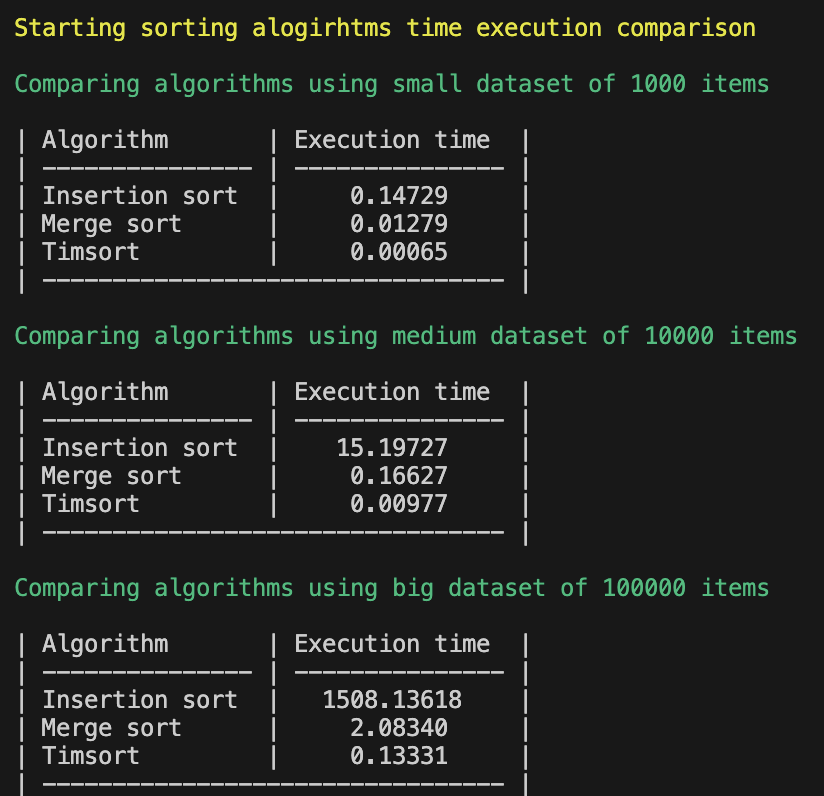 Starting sorting alogirhtms time execution comparison
Comparing algorithms using small dataset of 1000 items
| Algorithm       | Execution time  |
| --------------- | --------------- |
| Insertion sort  |     0.14729     |
| Merge sort      |     0.01279     |
| Timsort         |     0.00065     |
| --------------------------------- |
Comparing algorithms using medium dataset of 10000 items
| Algorithm       | Execution time  |
| --------------- | --------------- |
| Insertion sort  |    15.19727     |
| Merge sort      |     0.16627     |
| Timsort         |     0.00977     |
| --------------------------------- |
Comparing algorithms using big dataset of 100000 items
| Algorithm       | Execution time  |
| --------------- | --------------- |
| Insertion sort  |   1508.13618    |
| Merge sort      |     2.08340     |
| Timsort         |     0.13331     |
| --------------------------------- |